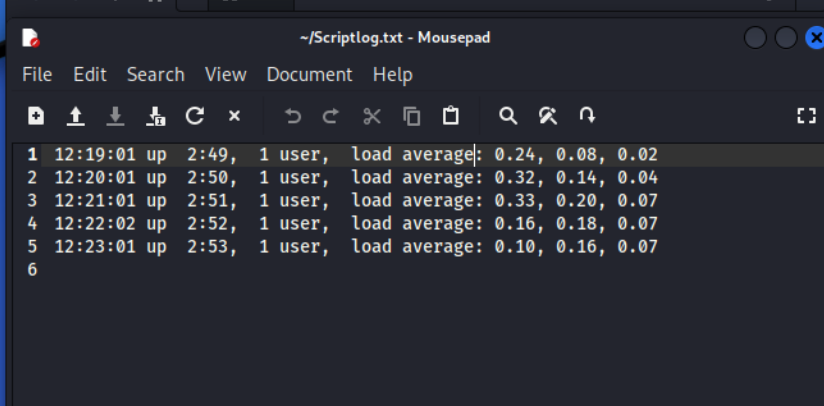 ~/Scriptlog.txt - Mousepad
File Edit Search View Document Help
1 12:19:01 up  2:49,  1 user,  load average: 0.24, 0.08, 0.02
2 12:20:01 up  2:50,  1 user,  load average: 0.32, 0.14, 0.04
3 12:21:01 up  2:51,  1 user,  load average: 0.33, 0.20, 0.07
4 12:22:02 up  2:52,  1 user,  load average: 0.16, 0.18, 0.07
5 12:23:01 up  2:53,  1 user,  load average: 0.10, 0.16, 0.07
6